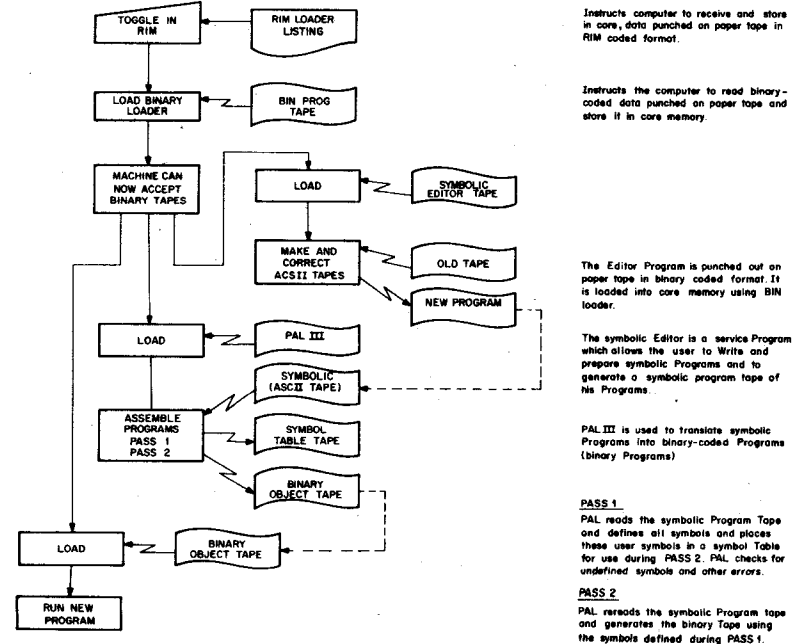 TOGGLE IN
RIM
RIM LOADER
LISTING
LOAD BINARY
LOADER
BIN PROG
TAPE
MACHINE CAN
NOW ACCEPT
BINARY TAPES
LOAD
SYMBOLIC
EDITOR TAPE
MAKE AND
CORRECT
ACSII TAPES
OLD TAPE
NEW PROGRAM
LOAD
PAL III
SYMBOLIC
(ASCII TAPE)
ASSEMBLE
PROGRAMS
PASS 1
PASS 2
SYMBOL
TABLE TAPE
BINARY
OBJECT TAPE
LOAD
BINARY
OBJECT TAPE
RUN NEW
PROGRAM
Instructs computer to receive and store
in core, data punched on paper tape in
RIM coded format.
Instructs the computer to read binary-
coded data punched on paper tape and
store it in core memory.
The Editor Program is punched out on
paper tape in binary coded format. It
is loaded into core memory using BIN
loader.
The symbolic Editor is a service Program
which allows the user to Write and
prepare symbolic Programs and to
generate a symbolic program tape of
his Programs.
PAL III is used to translate symbolic
Programs into binary-coded Programs
(binary Programs)
PASS 1
PAL reads the symbolic Program Tape
and defines all symbols and places
these user symbols in a symbol Table
for use during PASS 2. PAL checks for
undefined symbols and other errors.
PASS 2
PAL rereads the symbolic Program tape
and generates the binary Tape using
the symbols defined during PASS 1.